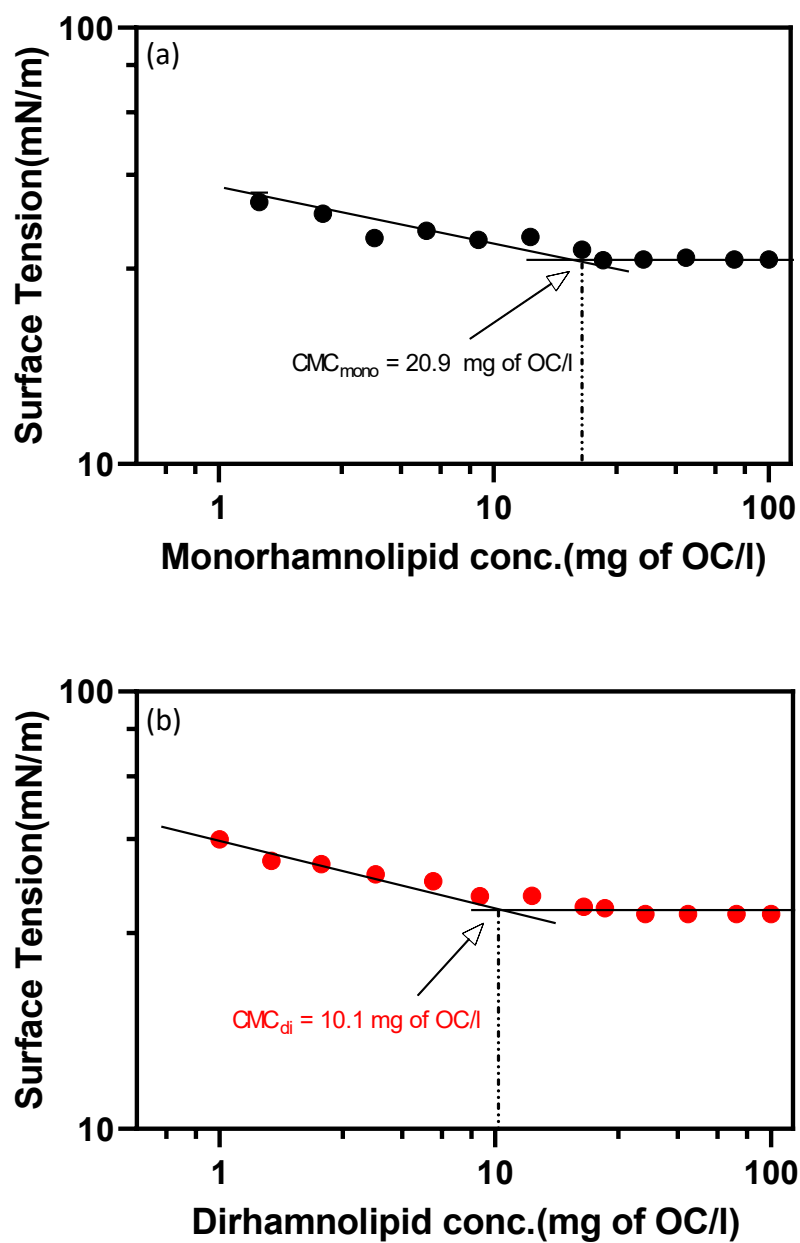 100
(a)
Surface Tension(mN/m)
CMCmono = 20.9 mg of OC/l
10
1 10 100
Monorhamnolipid conc.(mg of OC/l)
100
(b)
Surface Tension(mN/m)
CMCdi = 10.1 mg of OC/l
10
1 10 100
Dirhamnolipid conc.(mg of OC/l)